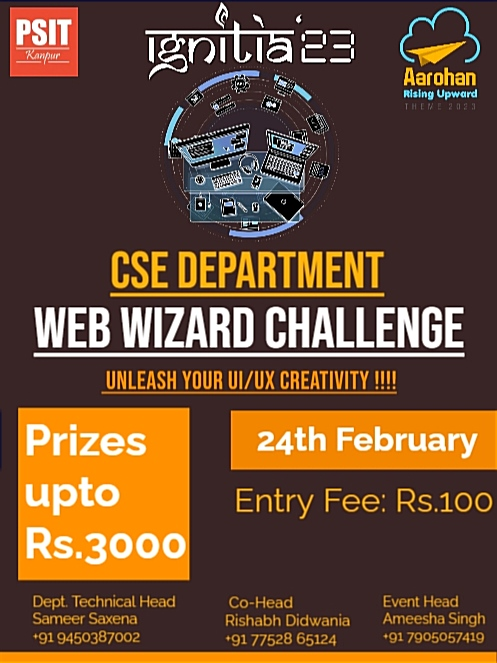 PSIT
Kanpur
ignitia'23
Aarohan
Rising Upward
THEME 2023
CSE DEPARTMENT
WEB WIZARD CHALLENGE
UNLEASH YOUR UI/UX CREATIVITY !!!!
Prizes
upto
Rs.3000
24th February
Entry Fee: Rs.100
Dept. Technical Head
Sameer Saxena
+91 9450387002
Co-Head
Rishabh Didwania
+91 77528 65124
Event Head
Ameesha Singh
+91 7905057419